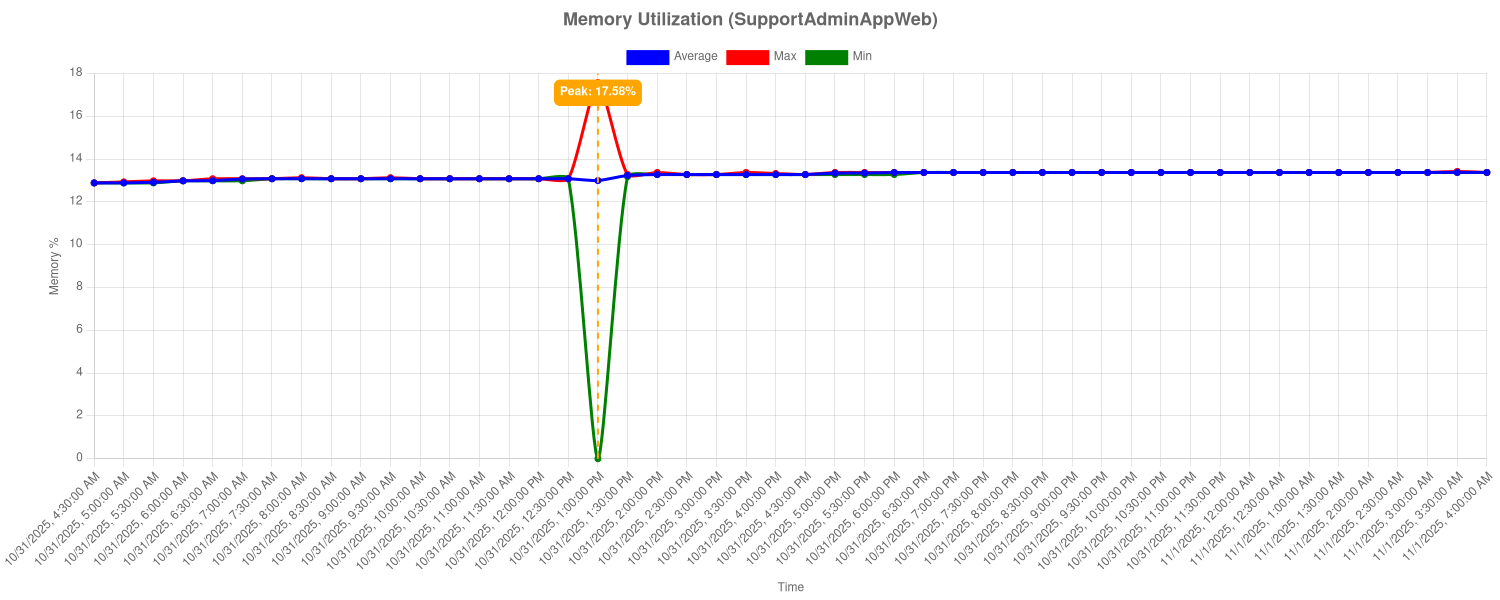 Memory Utilization (SupportAdminAppWeb)
Average Max Min
Peak: 17.58%
18
16
14
12
10
8
6
4
2
0
Memory %
10/31/2025, 4:30:00 AM
10/31/2025, 5:00:00 AM
10/31/2025, 5:30:00 AM
10/31/2025, 6:00:00 AM
10/31/2025, 6:30:00 AM
10/31/2025, 7:00:00 AM
10/31/2025, 7:30:00 AM
10/31/2025, 8:00:00 AM
10/31/2025, 8:30:00 AM
10/31/2025, 9:00:00 AM
10/31/2025, 9:30:00 AM
10/31/2025, 10:00:00 AM
10/31/2025, 10:30:00 AM
10/31/2025, 11:00:00 AM
10/31/2025, 11:30:00 AM
10/31/2025, 12:00:00 PM
10/31/2025, 12:30:00 PM
10/31/2025, 1:00:00 PM
10/31/2025, 1:30:00 PM
10/31/2025, 2:00:00 PM
10/31/2025, 2:30:00 PM
10/31/2025, 3:00:00 PM
10/31/2025, 3:30:00 PM
10/31/2025, 4:00:00 PM
10/31/2025, 4:30:00 PM
10/31/2025, 5:00:00 PM
10/31/2025, 5:30:00 PM
10/31/2025, 6:00:00 PM
10/31/2025, 6:30:00 PM
10/31/2025, 7:00:00 PM
10/31/2025, 7:30:00 PM
10/31/2025, 8:00:00 PM
10/31/2025, 8:30:00 PM
10/31/2025, 9:00:00 PM
10/31/2025, 9:30:00 PM
10/31/2025, 10:00:00 PM
10/31/2025, 10:30:00 PM
10/31/2025, 11:00:00 PM
10/31/2025, 11:30:00 PM
11/1/2025, 12:00:00 AM
11/1/2025, 12:30:00 AM
11/1/2025, 1:00:00 AM
11/1/2025, 1:30:00 AM
11/1/2025, 2:00:00 AM
11/1/2025, 2:30:00 AM
11/1/2025, 3:00:00 AM
11/1/2025, 3:30:00 AM
11/1/2025, 4:00:00 AM
Time